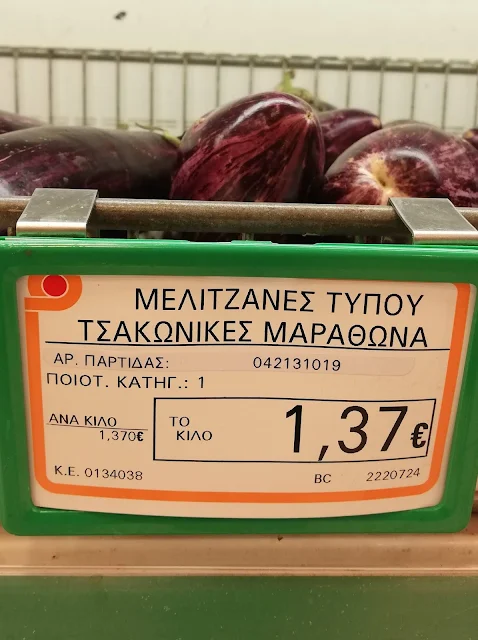 ΜΕΛΙΤΖΑΝΕΣ ΤΥΠΟΥ
ΤΣΑΚΩΝΙΚΕΣ ΜΑΡΑΘΩΝΑ
ΑΡ. ΠΑΡΤΙΔΑΣ: 042131019
ΠΟΙΟΤ. ΚΑΤΗΓ.: 1
ΑΝΑ ΚΙΛΟ
1,370€
ΤΟ
ΚΙΛΟ
1,37€
Κ.Ε. 0134038
BC 2220724